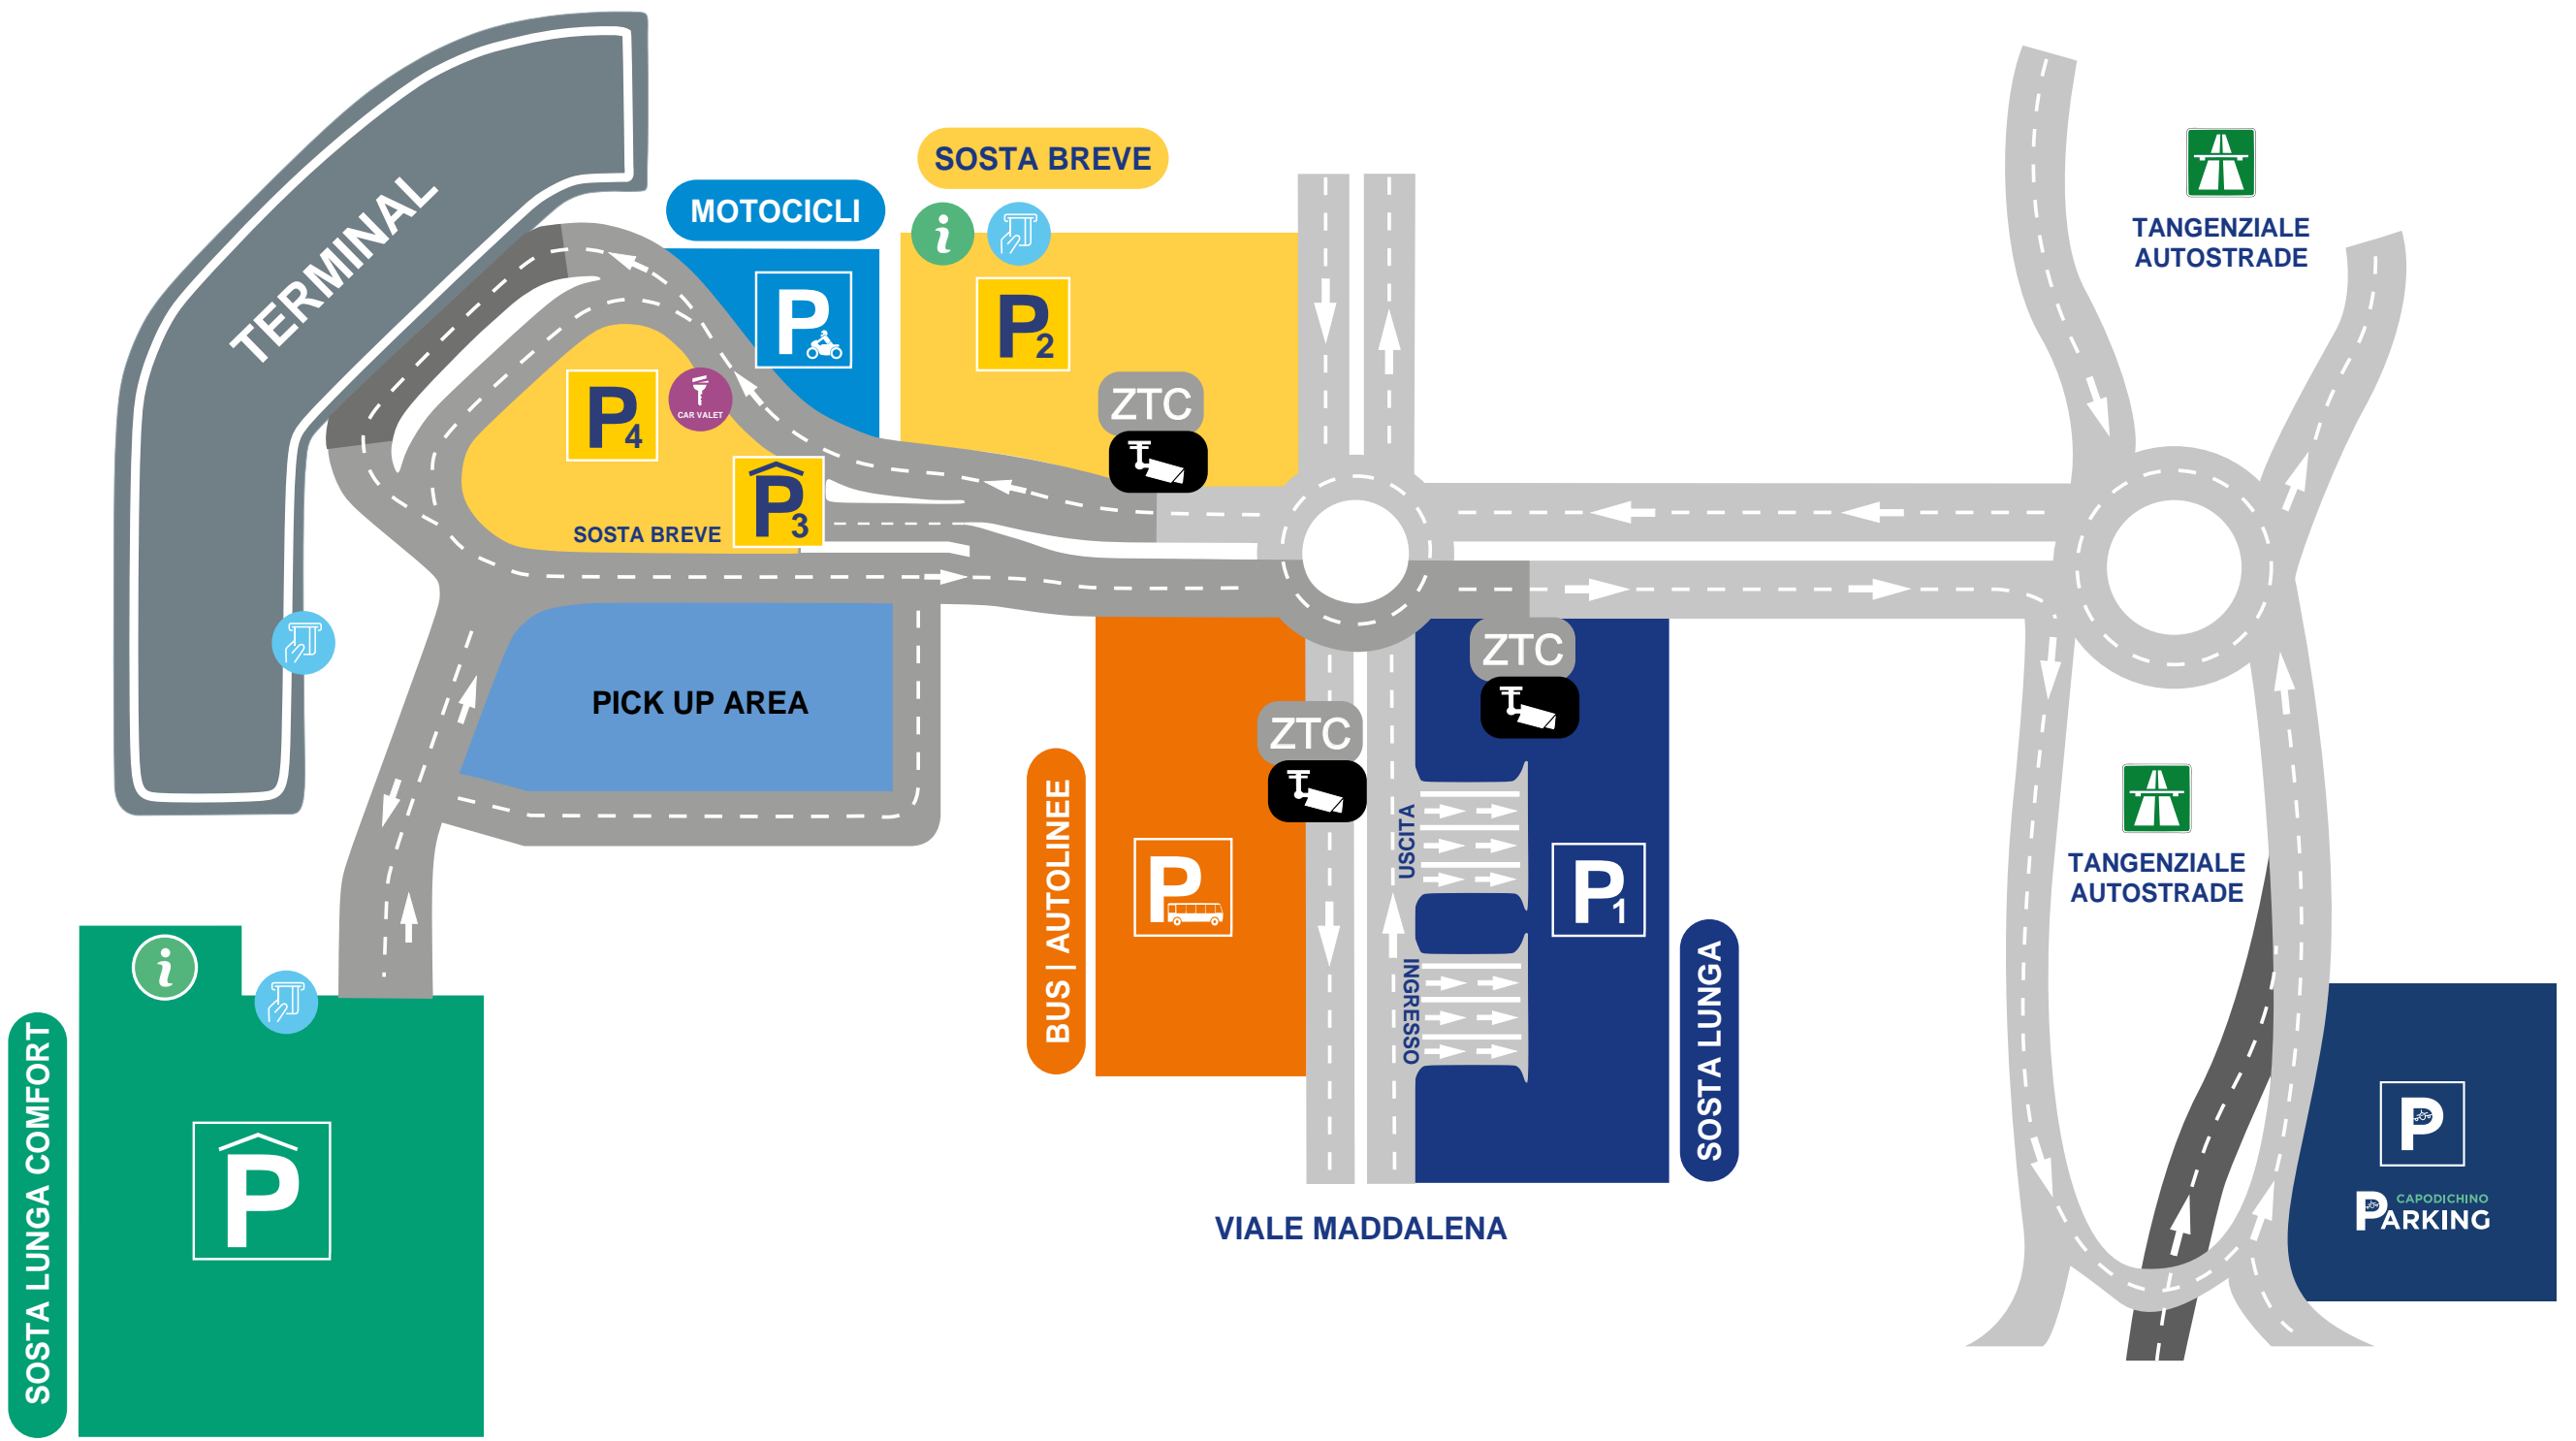 TERMINAL
MOTOCICLI
P
SOSTA BREVE
i
P2
ZTC
P4
CAR VALET
P3
SOSTA BREVE
PICK UP AREA
TANGENZIALE
AUTOSTRADE
ZTC
ZTC
BUS | AUTOLINEE
P
USCITA
INGRESSO
P1
SOSTA LUNGA
VIALE MADDALENA
TANGENZIALE
AUTOSTRADE
P
CAPODICHINO
PARKING
i
SOSTA LUNGA COMFORT
P